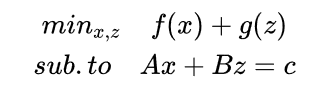 min_{x,z} f(x) + g(z)
sub. to Ax + Bz = c